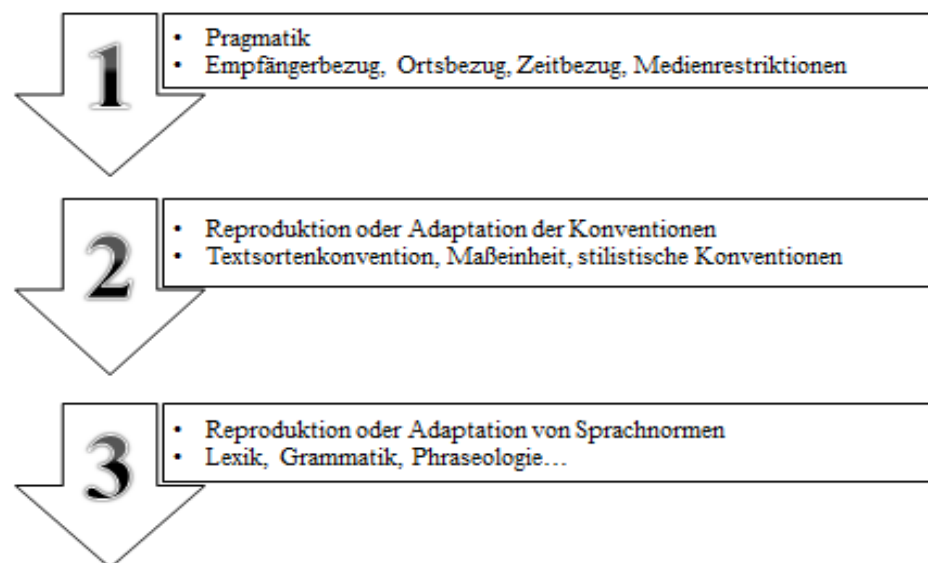 1
• Pragmatik
• Empfängerbezug, Ortsbezug, Zeitbezug, Medienrestriktionen
2
• Reproduktion oder Adaptation der Konventionen
• Textsortenkonvention, Maßeinheit, stilistische Konventionen
3
• Reproduktion oder Adaptation von Sprachnormen
• Lexik, Grammatik, Phraseologie…